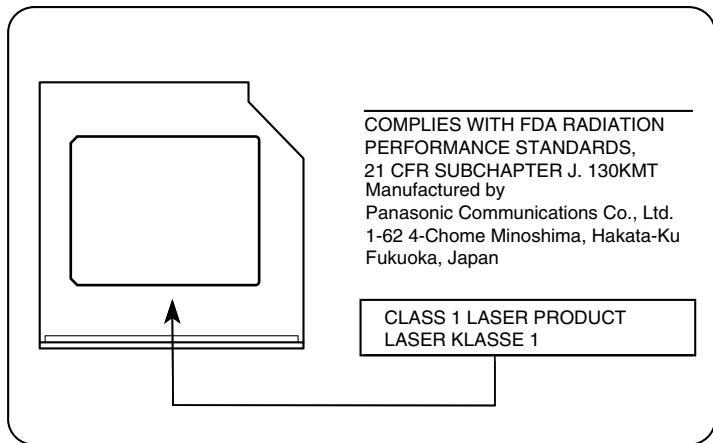 COMPLIES WITH FDA RADIATION
PERFORMANCE STANDARDS,
21 CFR SUBCHAPTER J. 130KMT
Manufactured by
Panasonic Communications Co., Ltd.
1-62 4-Chome Minoshima, Hakata-Ku
Fukuoka, Japan
CLASS 1 LASER PRODUCT
LASER KLASSE 1